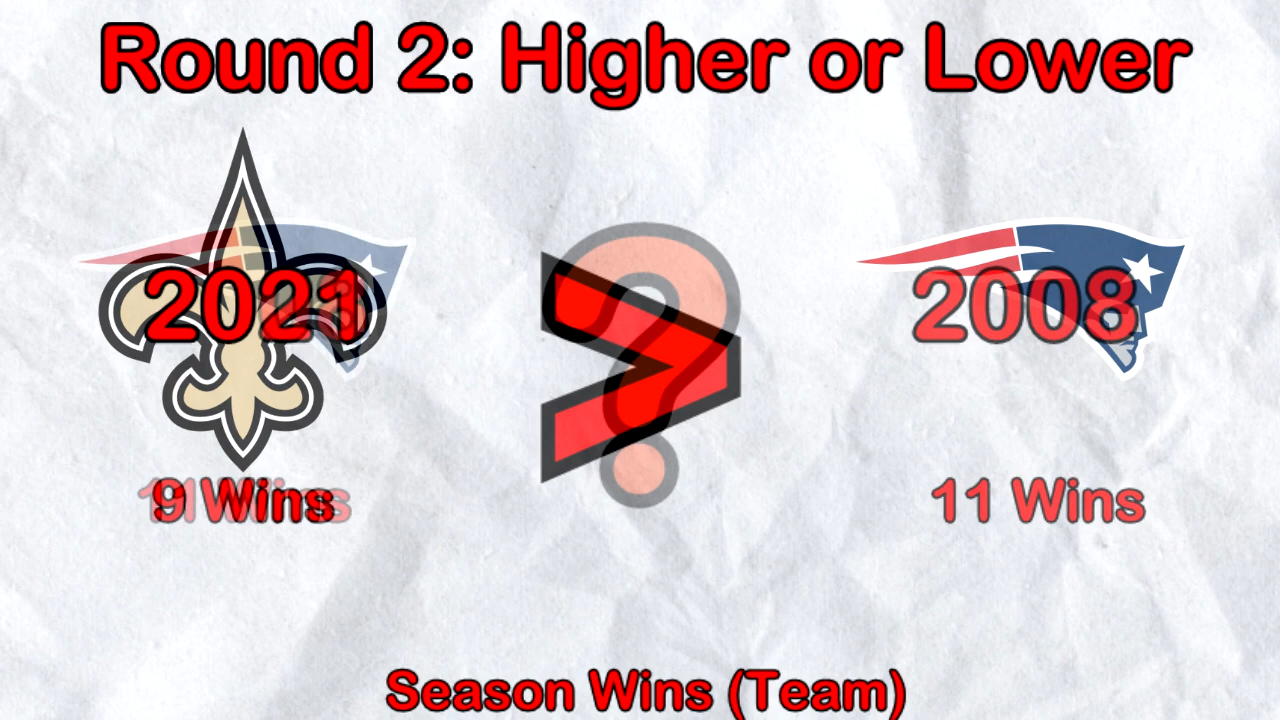 Round 2: Higher or Lower
2021
2008
>
?
9 Wins
11 Wins
Season Wins (Team)